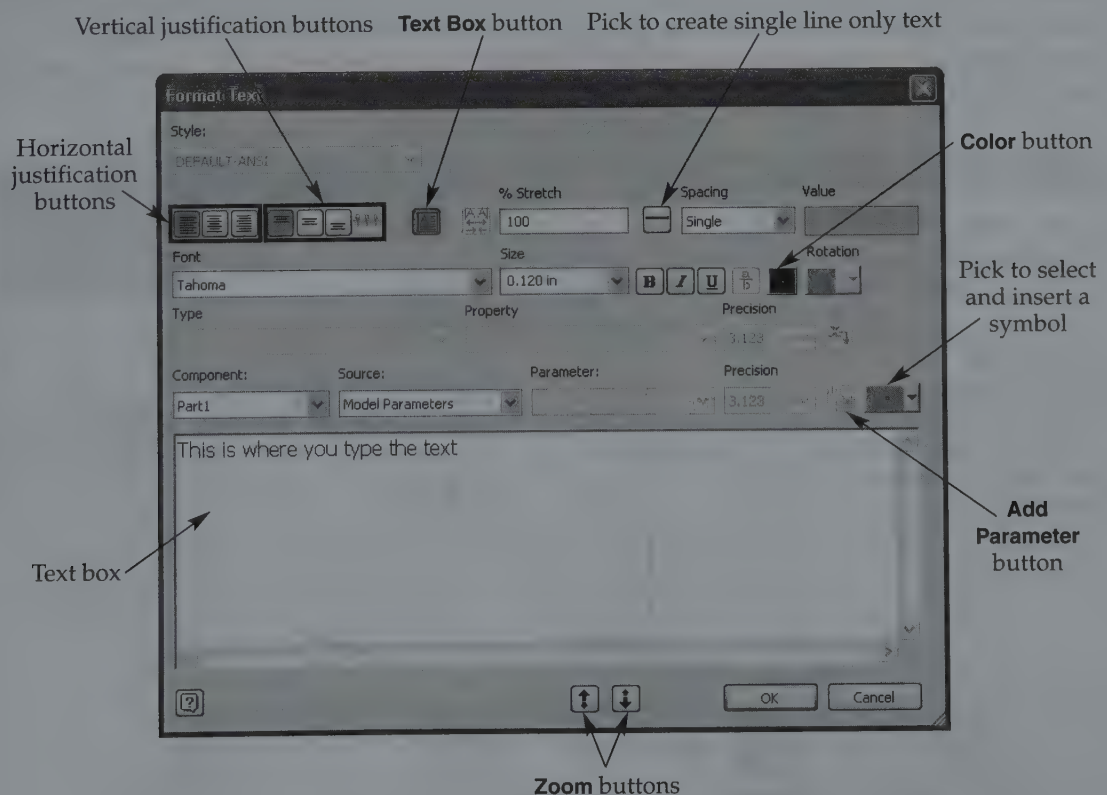 Vertical justification buttons
Text Box button
Pick to create single line only text
Format Text
Style:
DEFAULT-ANSI
Horizontal
justification
buttons
Color button
% Stretch
100
Spacing
Single
Value
Font
Tahoma
Size
0.120 in
B I U
Rotation
Pick to select
and insert a
symbol
Type
Property
Precision
3.123
Component:
Part1
Source:
Model Parameters
Parameter:
Precision
3.123
This is where you type the text
Add
Parameter
button
Text box
?
OK
Cancel
Zoom buttons